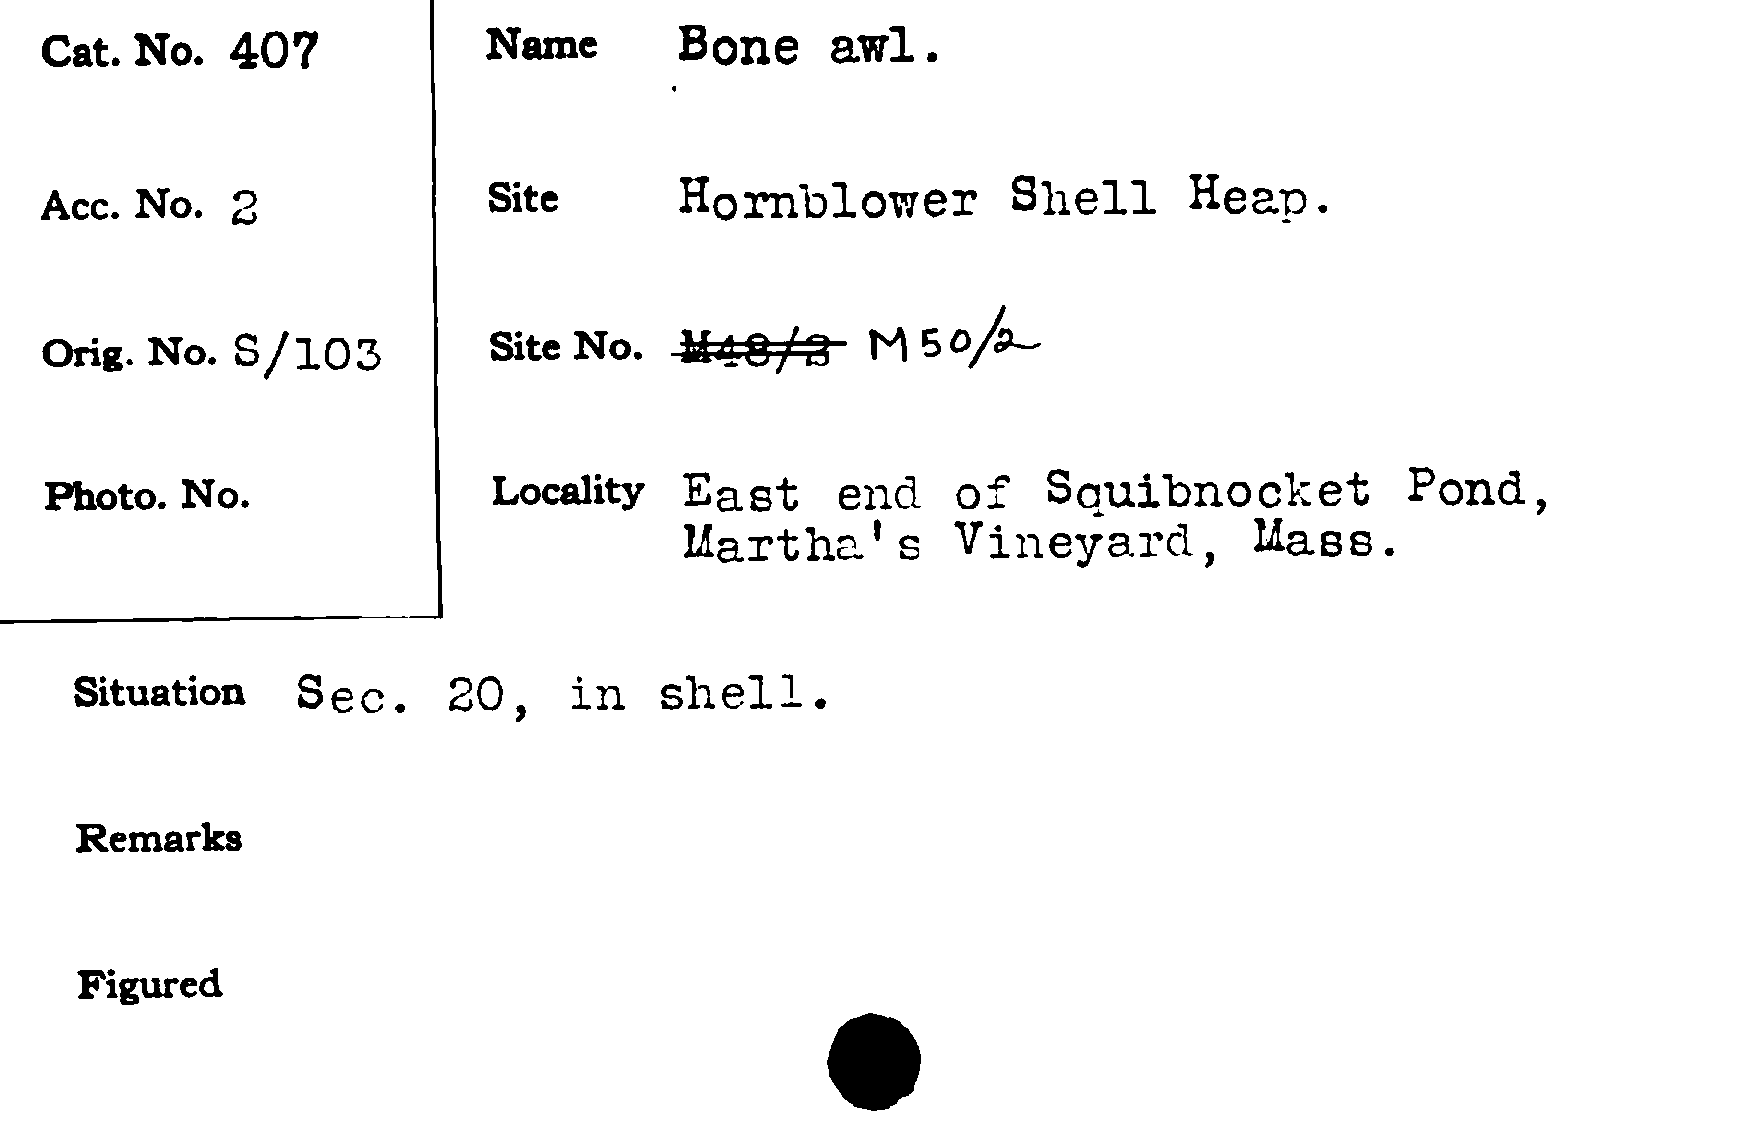 Cat. No. 407
Name Bone awl.
Acc. No. 2
Site Hornblower Shell Heap.
Orig. No. S/103
Site No. M50/2
Photo. No.
Locality East end of Squibnocket Pond,
Martha's Vineyard, Mass.
Situation Sec. 20, in shell.
Remarks
Figured